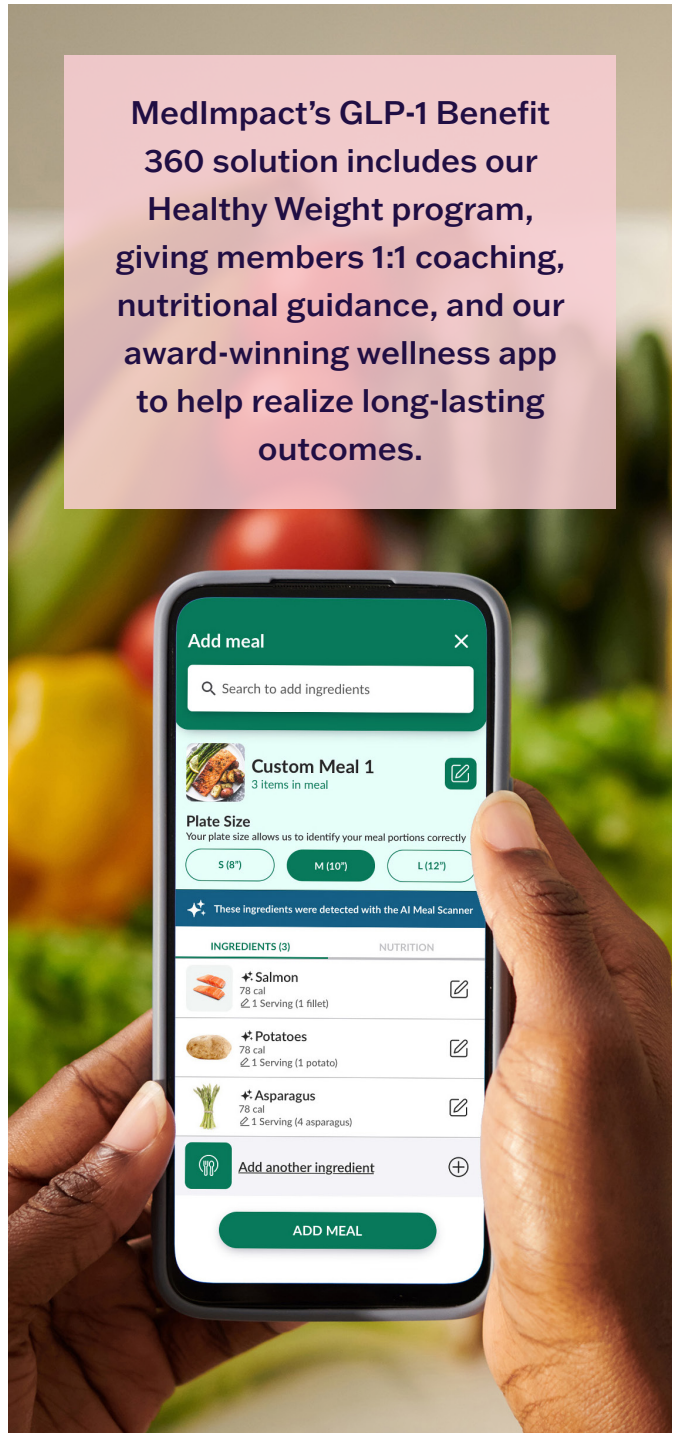 MedImpact’s GLP-1 Benefit
360 solution includes our
Healthy Weight program,
giving members 1:1 coaching,
nutritional guidance, and our
award-winning wellness app
to help realize long-lasting
outcomes.
Add meal
Search to add ingredients
Custom Meal 1
3 items in meal
Plate Size
Your plate size allows us to identify your meal portions correctly
S (8") M (10") L (12")
These ingredients were detected with the AI Meal Scanner
INGREDIENTS (3) NUTRITION
Salmon
78 cal
1 Serving (1 fillet)
Potatoes
78 cal
1 Serving (1 potato)
Asparagus
78 cal
1 Serving (4 asparagus)
Add another ingredient
ADD MEAL